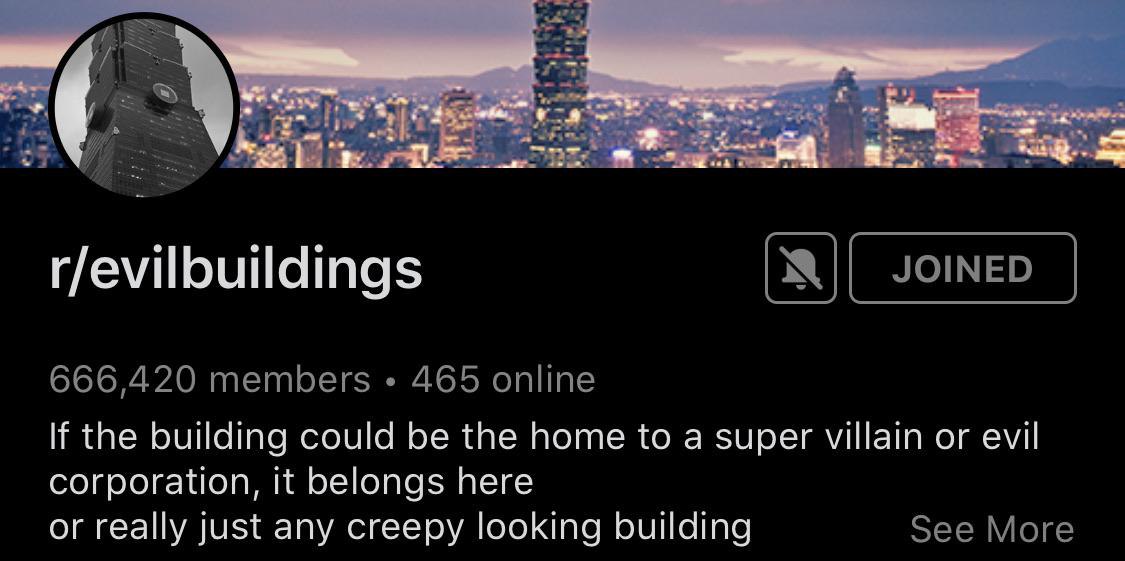 r/evilbuildings
JOINED
666,420 members • 465 online
If the building could be the home to a super villain or evil
corporation, it belongs here
or really just any creepy looking building
See More